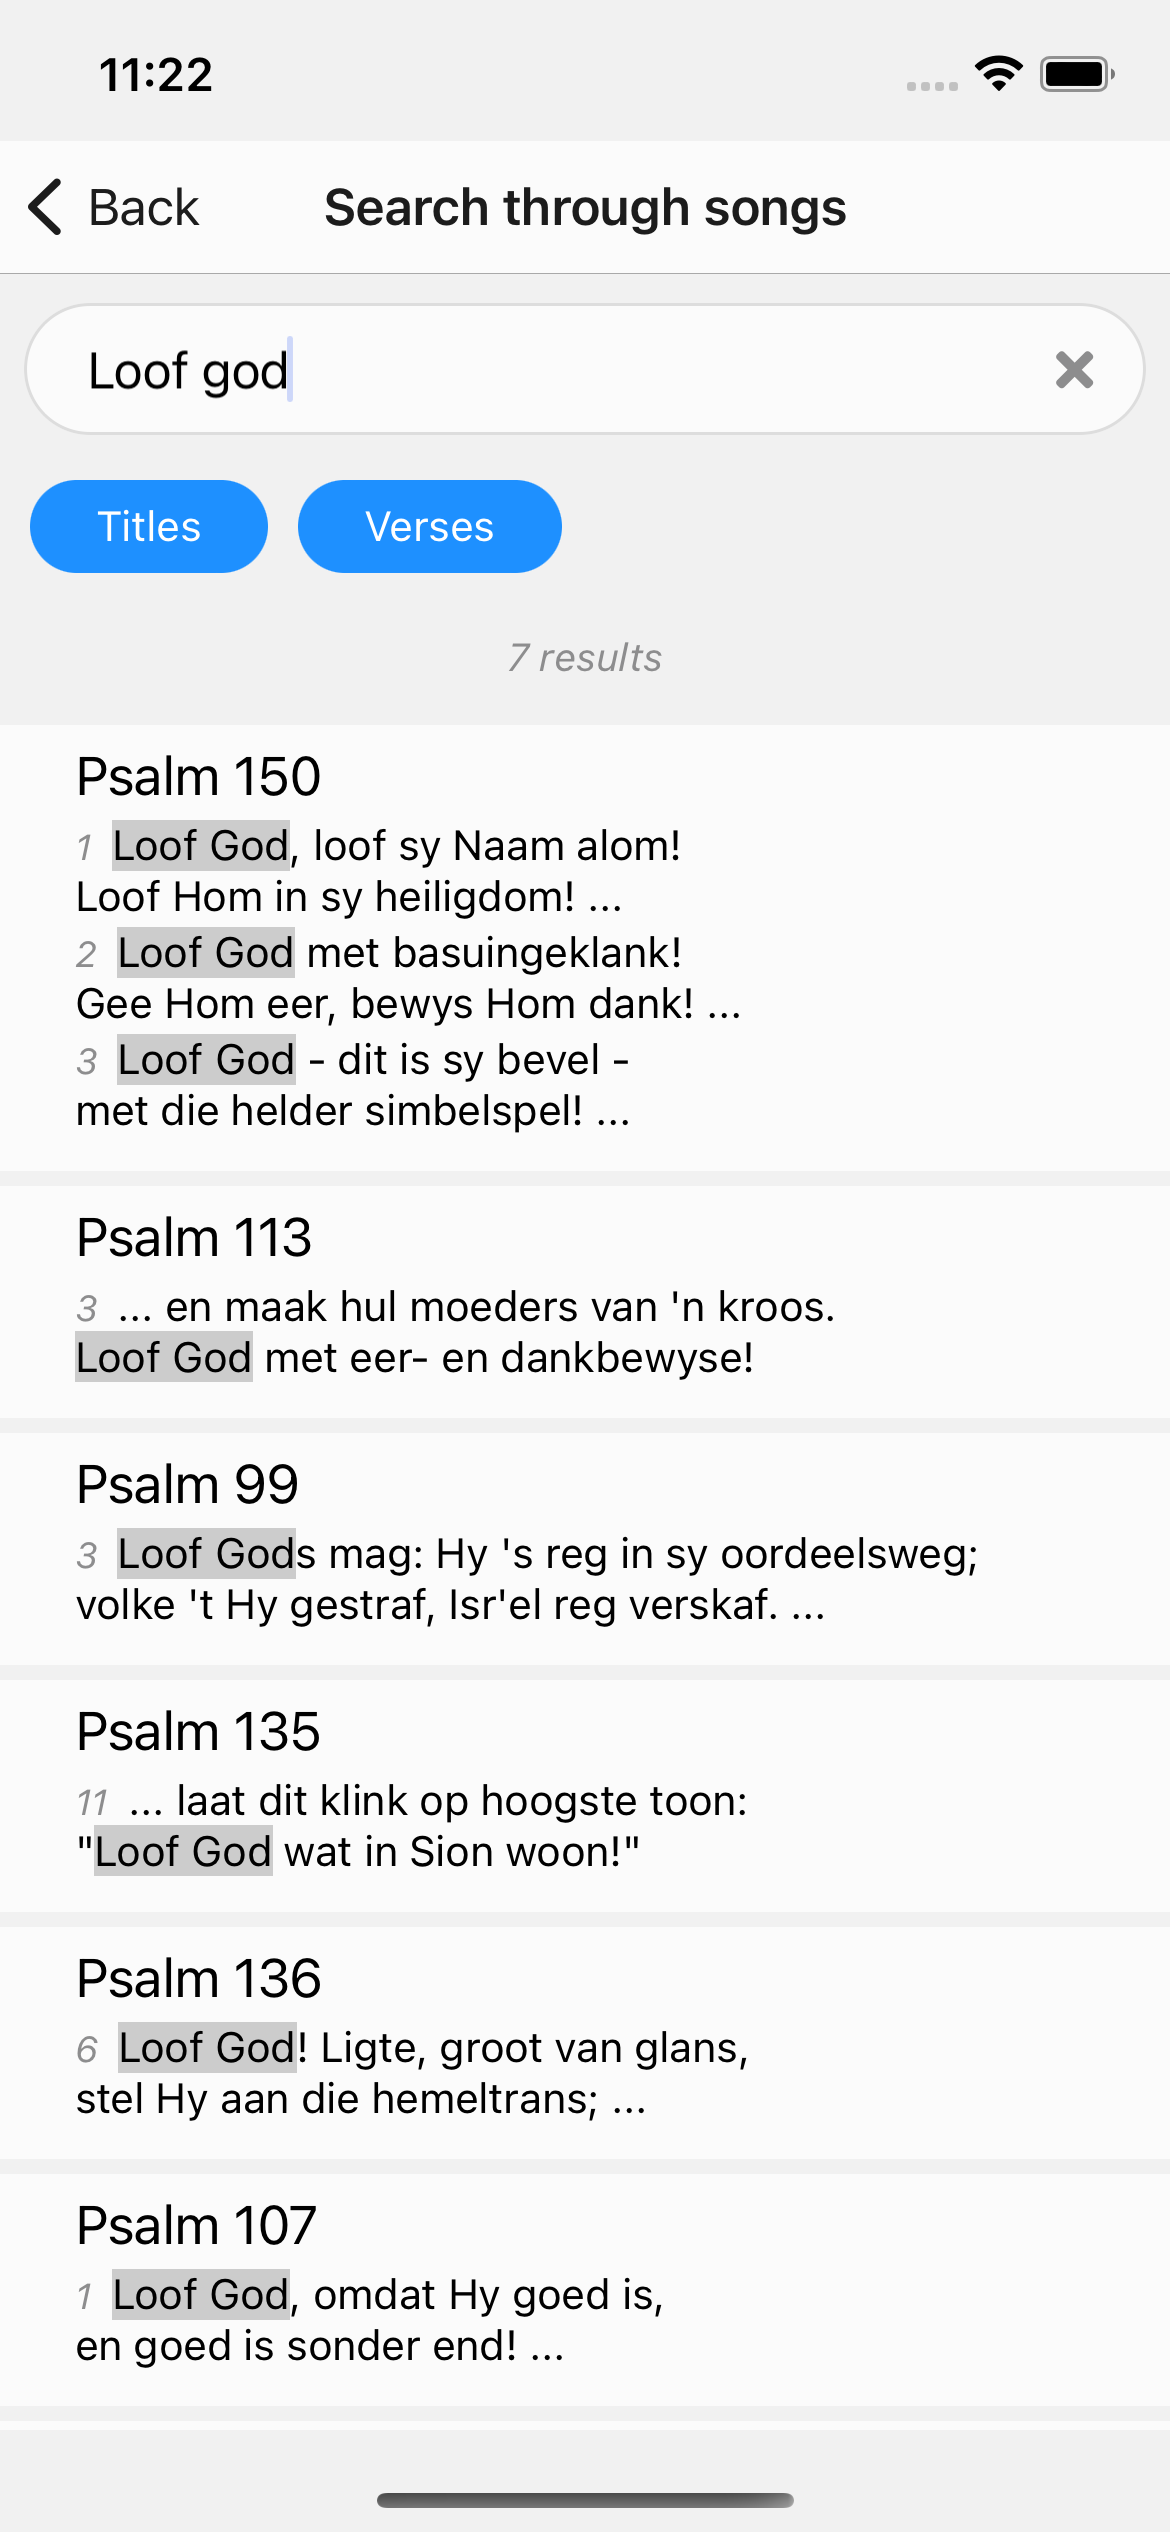 11:22
Back
Search through songs
Loof god
Titles
Verses
7 results
Psalm 150
1 Loof God, loof sy Naam alom!
Loof Hom in sy heiligdom! ...
2 Loof God met basuingeklank!
Gee Hom eer, bewys Hom dank! ...
3 Loof God - dit is sy bevel -
met die helder simbelspel! ...
Psalm 113
3 ... en maak hul moeders van 'n kroos.
Loof God met eer- en dankbewyse!
Psalm 99
3 Loof Gods mag: Hy 's reg in sy oordeelsweg;
volke 't Hy gestraf, Isr'el reg verskaf. ...
Psalm 135
11 ... laat dit klink op hoogste toon:
"Loof God wat in Sion woon!"
Psalm 136
6 Loof God! Ligte, groot van glans,
stel Hy aan die hemeltrans; ...
Psalm 107
1 Loof God, omdat Hy goed is,
en goed is sonder end! ...